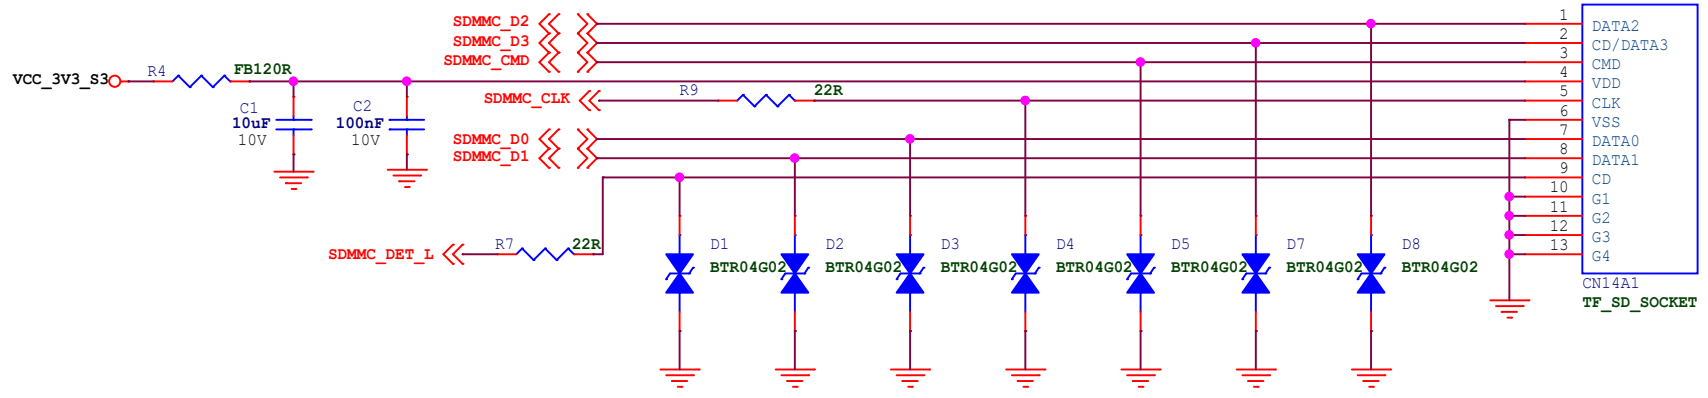 SDMMC_D2
SDMMC_D3
SDMMC_CMD
VCC_3V3_S3
R4
FB120R
C1
10uF
10V
C2
100nF
10V
SDMMC_CLK
R9
22R
SDMMC_D0
SDMMC_D1
SDMMC_DET_L
R7
22R
D1
BTR04G02
D2
BTR04G02
D3
BTR04G02
D4
BTR04G02
D5
BTR04G02
D7
BTR04G02
D8
BTR04G02
1 DATA2
2 CD/DATA3
3 CMD
4 VDD
5 CLK
6 VSS
7 DATA0
8 DATA1
9 CD
10 G1
11 G2
12 G3
13 G4
CN14A1
TF_SD_SOCKET